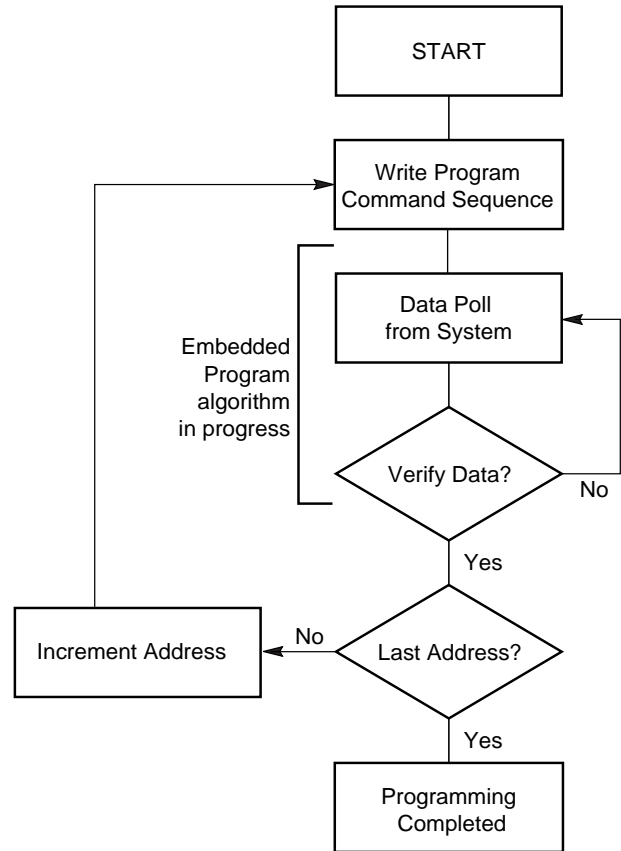 START
Write Program
Command Sequence
Data Poll
from System
Embedded
Program
algorithm
in progress
Verify Data?
No
Yes
Increment Address
No
Last Address?
Yes
Programming
Completed